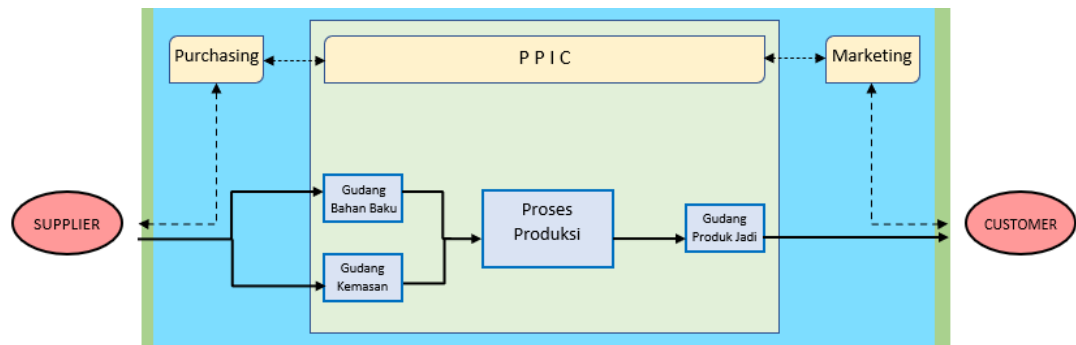 Purchasing
P P I C
Marketing
SUPPLIER
Gudang
Bahan Baku
Gudang
Kemasan
Proses
Produksi
Gudang
Produk Jadi
CUSTOMER